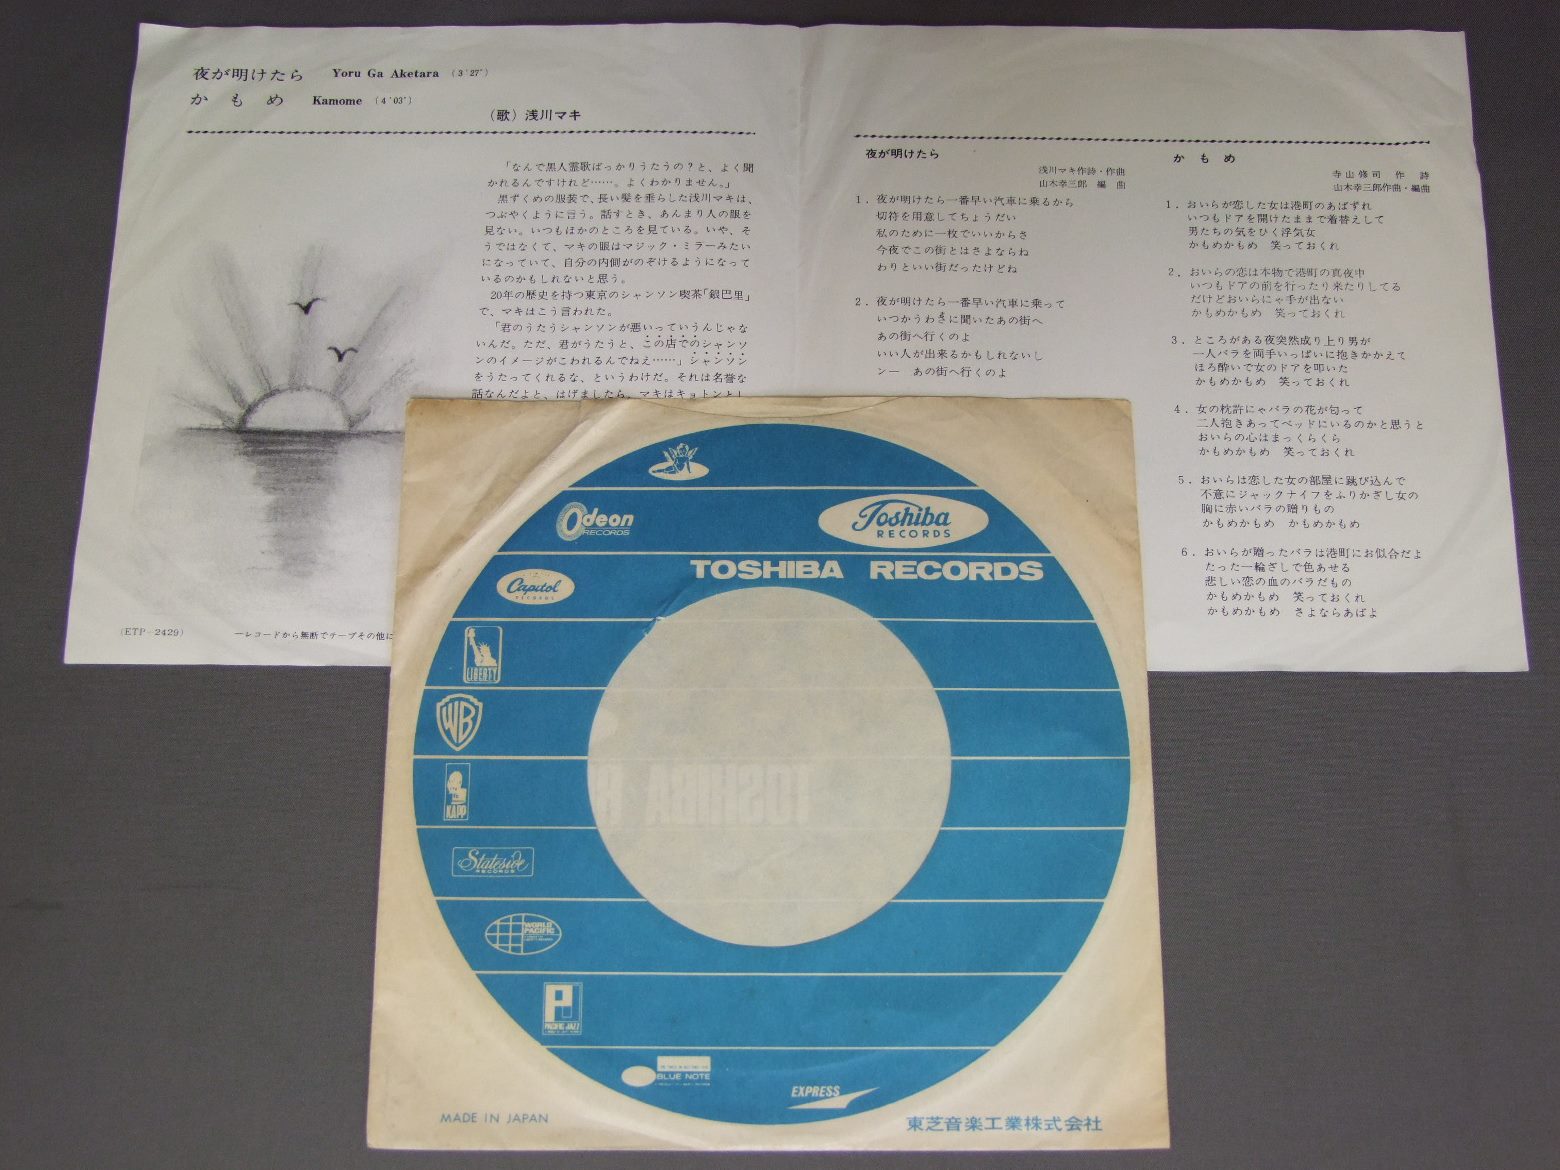 夜が明けたら Yoru Ga Aketara (3'27")
かもめ Kamome (4'03")
(歌) 浅川マキ
「なんで黒人霊歌ばっかりうたうの？と、よく聞
かれるんですけれど……。よくわかりません。」
黒ずくめの服装で、長い髪を垂らした浅川マキは、
つぶやくように言う。話すとき、あんまり人の眼を
見ない。いつもほかのところを見ている。いや、そ
うではなくて、マキの眼はマジック・ミラーみたい
になっていて、自分の内側がのぞけるようになって
いるのかもしれないと思う。
20年の歴史を持つ東京のシャンソン喫茶「銀巴里」
で、マキはこう言われた。
「君のうたうシャンソンが悪いっていうんじゃな
いんだ。ただ、君がうたうと、この店でのシャンソ
ンのイメージがこわれるんでねえ……」シャンソン
をうたってくれるな、というわけだ。それは名誉な
話なんだよと、はげましたら、マキはキョトンとし
(ETP-2429)
一レコードから無断でテープその他に
夜が明けたら
浅川マキ作詩・作曲
山木幸三郎 編 曲
1. 夜が明けたら一番早い汽車に乗るから
切符を用意してちょうだい
私のために一枚でいいからさ
今夜でこの街とはさよならね
わりといい街だったけどね
2. 夜が明けたら一番早い汽車に乗って
いつかうわさに聞いたあの街へ
あの街へ行くのよ
いい人が出来るかもしれないし
ンー あの街へ行くのよ
かもめ
寺山修司 作 詩
山木幸三郎作曲・編曲
1. おいらが恋した女は港町のあばずれ
いつもドアを開けたままで着替えして
男たちの気をひく浮気女
かもめかもめ 笑っておくれ
2. おいらの恋は本物で港町の真夜中
いつもドアの前を行ったり来たりしてる
だけどおいらにゃ手が出ない
かもめかもめ 笑っておくれ
3. ところがある夜突然成り上り男が
一人バラを両手いっぱいに抱きかかえて
ほろ酔いで女のドアを叩いた
かもめかもめ 笑っておくれ
4. 女の枕許にゃバラの花が匂って
二人抱きあってベッドにいるのかと思うと
おいらの心はまっくらくら
かもめかもめ 笑っておくれ
5. おいらは恋した女の部屋に跳び込んで
不意にジャックナイフをふりかざし女の
胸に赤いバラの贈りもの
かもめかもめ かもめかもめ
6. おいらが贈ったバラは港町にお似合だよ
たった一輪ざしで色あせる
悲しい恋の血のバラだもの
かもめかもめ 笑っておくれ
かもめかもめ さよならあばよ
Odeon
RECORDS
Toshiba
RECORDS
TOSHIBA RECORDS
Capitol
RECORDS
LIBERTY
WB
KAPP
TOSHIBA R
Stateside
RECORDS
WORLD
PACIFIC
PJ
PACIFIC JAZZ
BLUE NOTE
EXPRESS
MADE IN JAPAN
東芝音楽工業株式会社